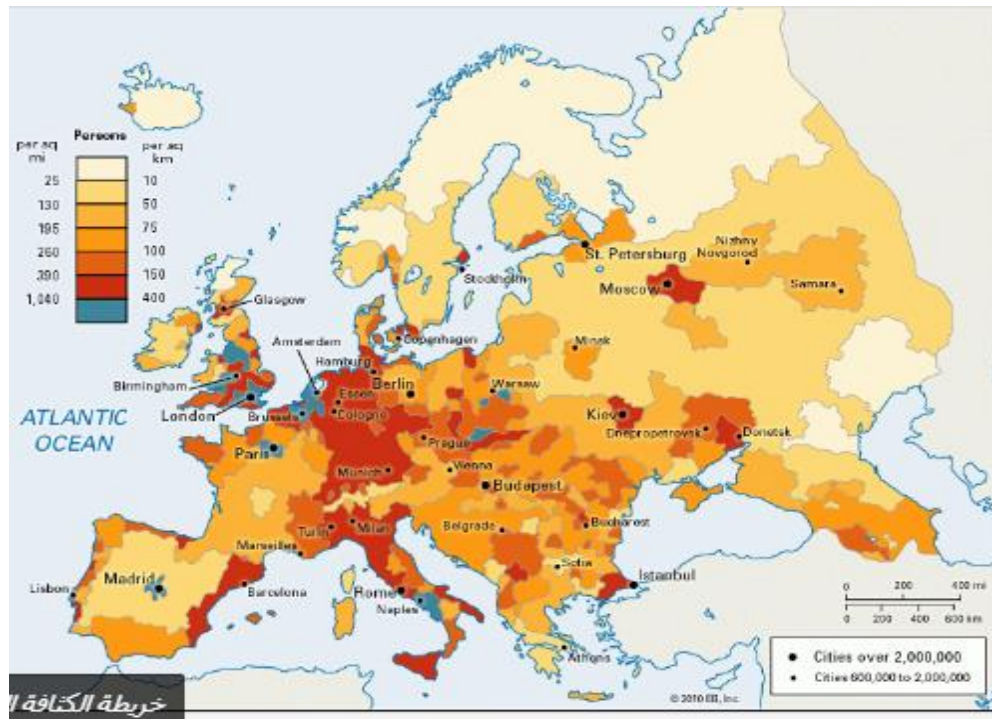 Persons
per sq mi
per sq km
25
10
130
50
195
75
260
100
390
150
1,040
400
ATLANTIC
OCEAN
Glasgow
Birmingham
London
Amsterdam
Brussels
Hamburg
Essen
Cologne
Berlin
Copenhagen
Stockholm
St. Petersburg
Moscow
Nizhny
Novgorod
Samara
Minsk
Warsaw
Kiev
Dnepropetrovsk
Donetsk
Paris
Prague
Munich
Vienna
Budapest
Turin
Milan
Belgrade
Bucharest
Marseilles
Sofia
Istanbul
Lisbon
Madrid
Barcelona
Rome
Naples
Athens
0 200 400 mi
0 200 400 600 km
Cities over 2,000,000
Cities 600,000 to 2,000,000
© 2010 EB, Inc.
خريطة الكثافة